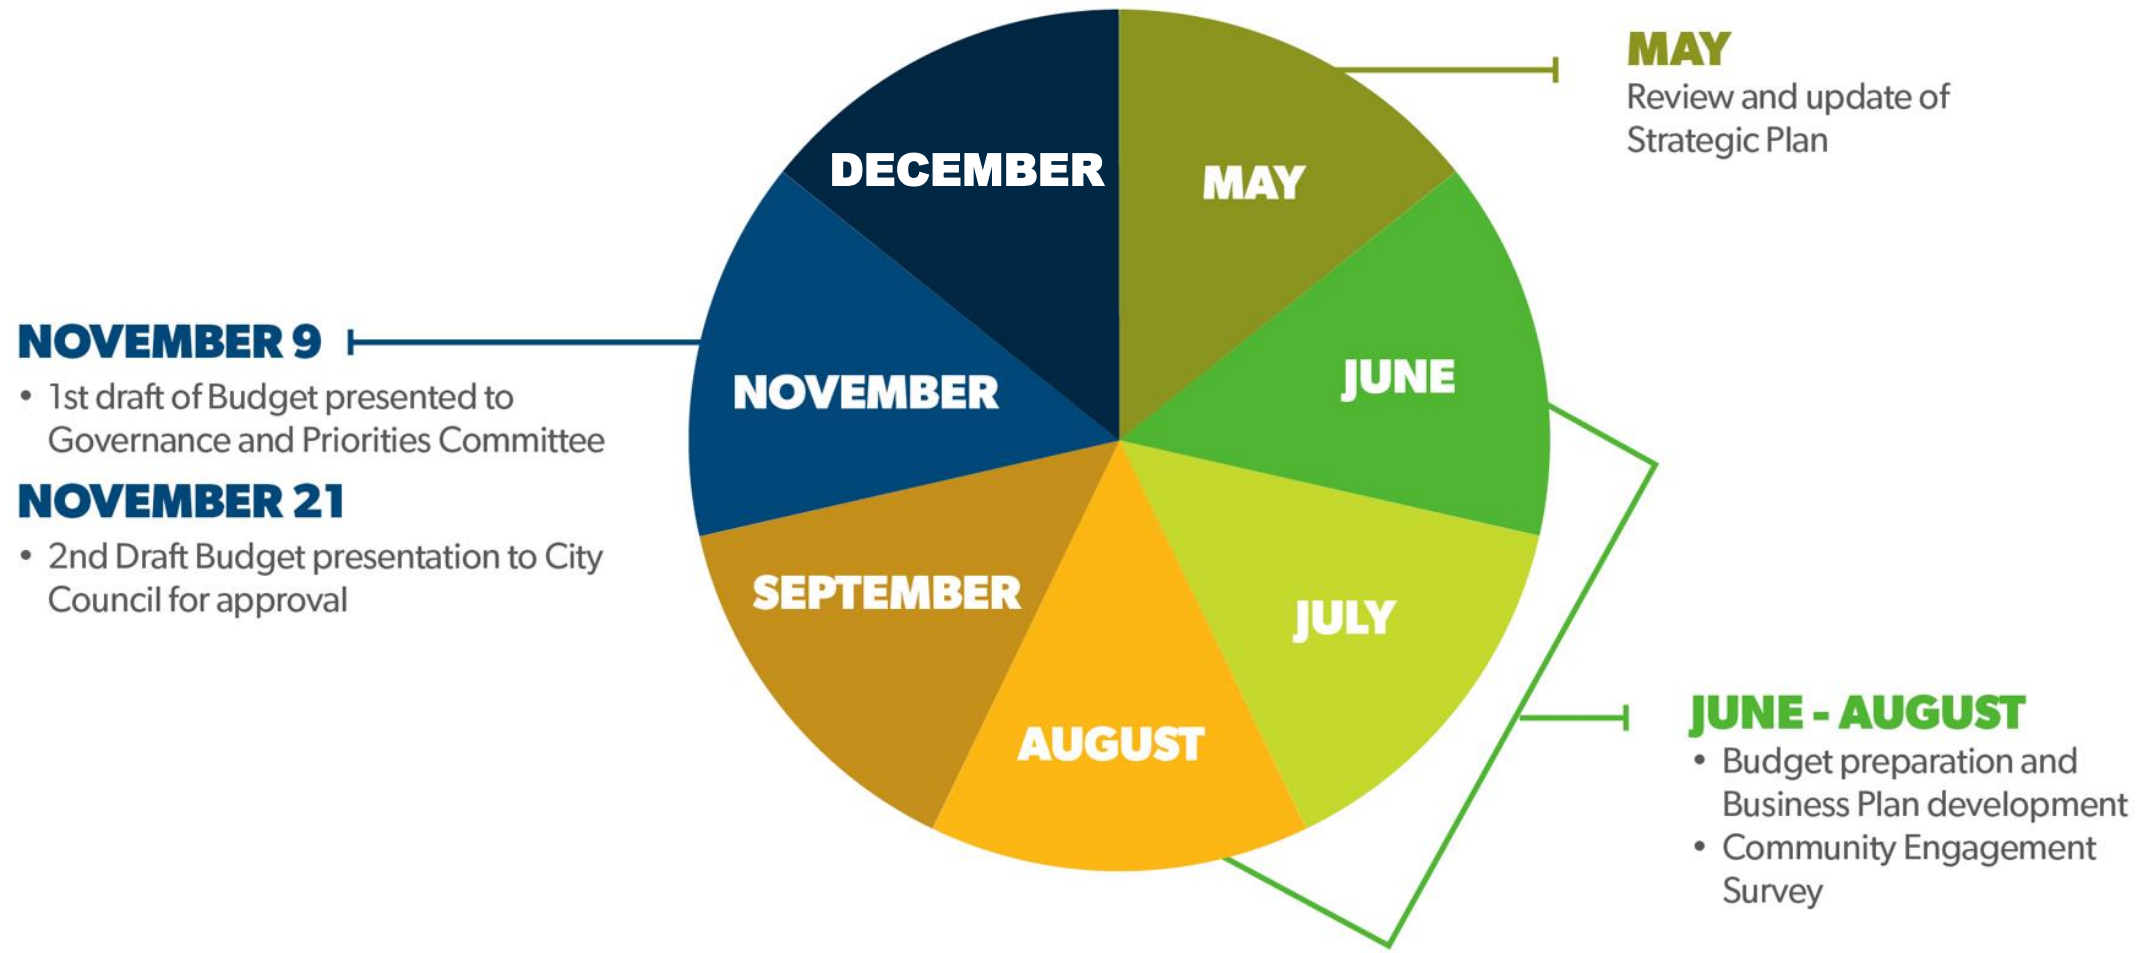 DECEMBER
MAY
NOVEMBER
JUNE
SEPTEMBER
JULY
AUGUST
MAY
Review and update of
Strategic Plan
JUNE - AUGUST
• Budget preparation and
Business Plan development
• Community Engagement
Survey
NOVEMBER 9
• 1st draft of Budget presented to
Governance and Priorities Committee
NOVEMBER 21
• 2nd Draft Budget presentation to City
Council for approval